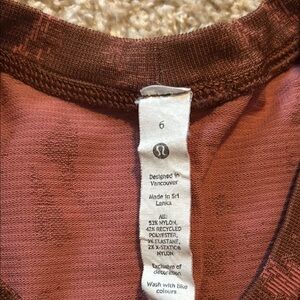 6
Designed in
Vancouver
Made in Sri
Lanka
All:
53% NYLON,
42% RECYCLED
POLYESTER,
3% ELASTANE,
2% X-STATIC®
NYLON
Exclusive of
decoration
Wash with blue
colours